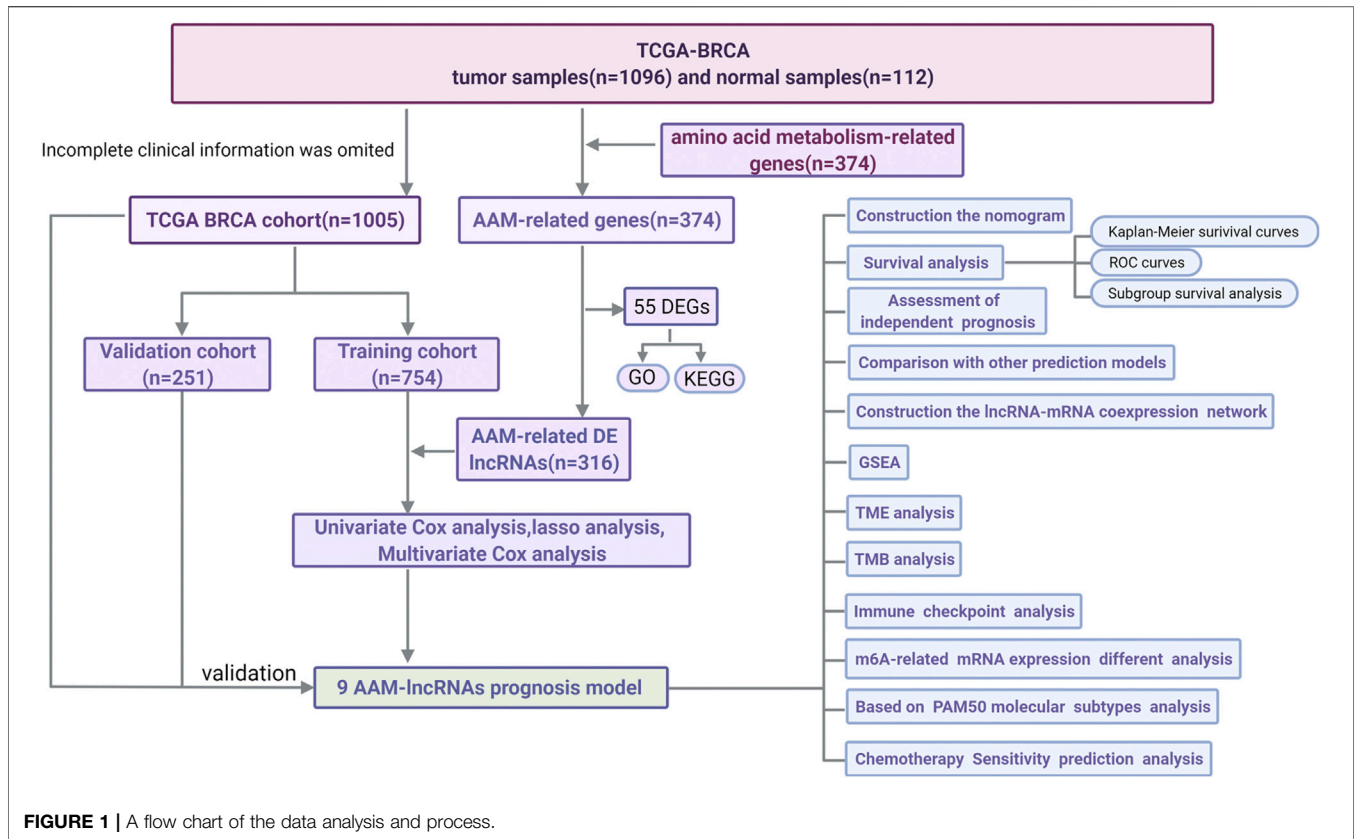 TCGA-BRCA
tumor samples(n=1096) and normal samples(n=112)
Incomplete clinical information was omitted
amino acid metabolism-related
genes(n=374)
TCGA BRCA cohort(n=1005)
AAM-related genes(n=374)
55 DEGs
GO
KEGG
Validation cohort
(n=251)
Training cohort
(n=754)
AAM-related DE
lncRNAs(n=316)
Univariate Cox analysis,lasso analysis,
Multivariate Cox analysis
validation
9 AAM-lncRNAs prognosis model
Construction the nomogram
Survival analysis
Kaplan-Meier surivival curves
ROC curves
Subgroup survival analysis
Assessment of
independent prognosis
Comparison with other prediction models
Construction the lncRNA-mRNA coexpression network
GSEA
TME analysis
TMB analysis
Immune checkpoint analysis
m6A-related mRNA expression different analysis
Based on PAM50 molecular subtypes analysis
Chemotherapy Sensitivity prediction analysis
FIGURE 1 | A flow chart of the data analysis and process.